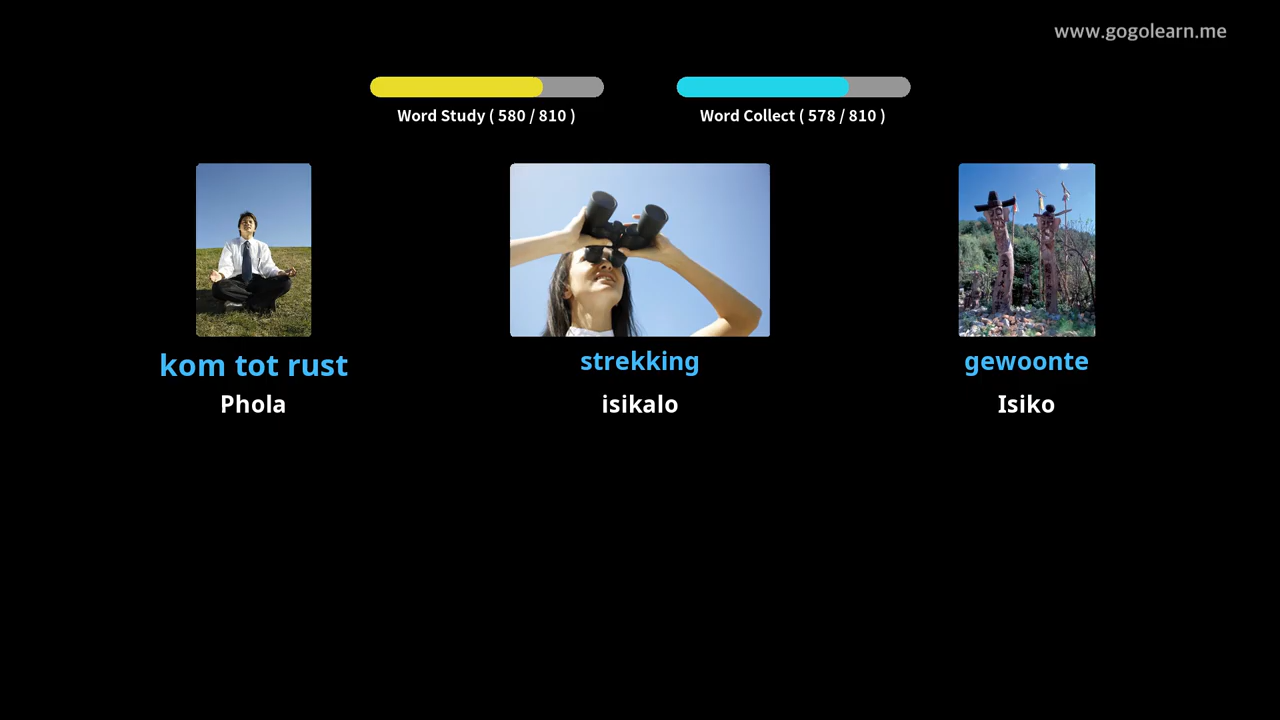 www.gogolearn.me
Word Study ( 580 / 810 )
Word Collect ( 578 / 810 )
kom tot rust
Phola
strekking
isikalo
gewoonte
Isiko